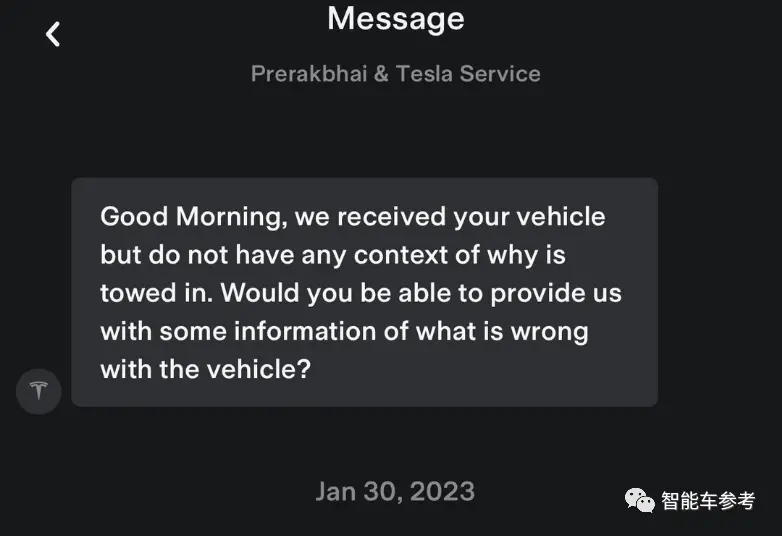 Message
Prerakbhai & Tesla Service
Good Morning, we received your vehicle
but do not have any context of why is
towed in. Would you be able to provide us
with some information of what is wrong
with the vehicle?
Jan 30, 2023
智能车参考